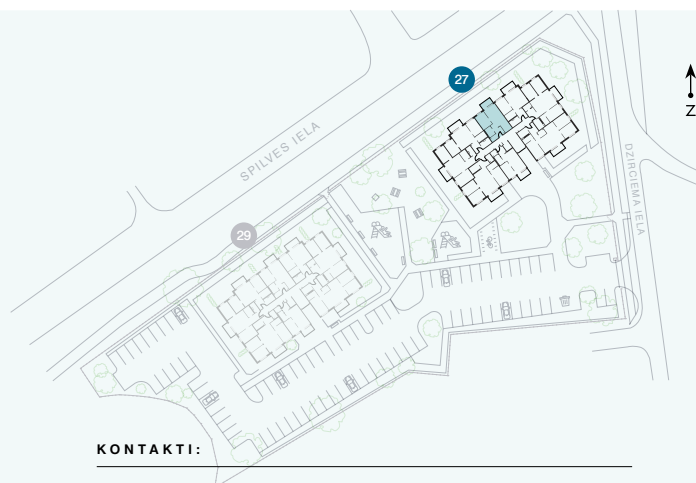 27
Z
SPILVES IELA
DZIRCIEMA IELA
29
KONTAKTI: